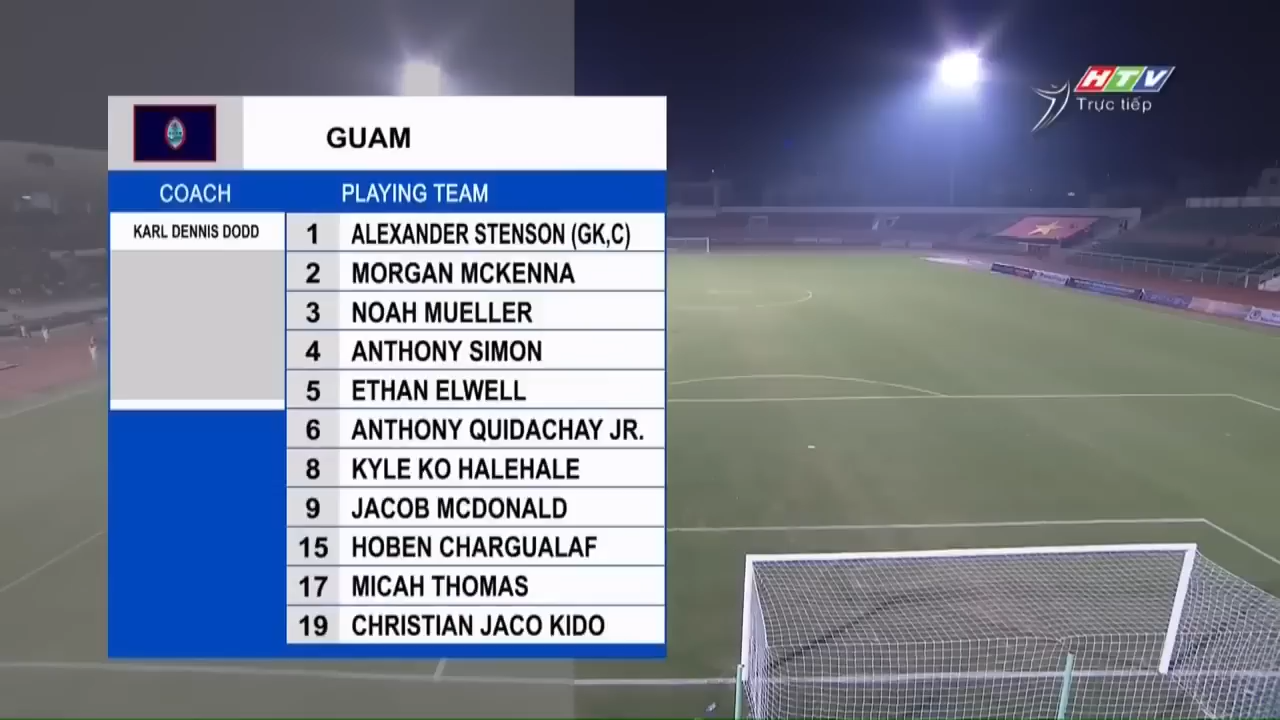 HTV
Trực tiếp
GUAM
COACH
PLAYING TEAM
KARL DENNIS DODD
1 ALEXANDER STENSON (GK,C)
2 MORGAN MCKENNA
3 NOAH MUELLER
4 ANTHONY SIMON
5 ETHAN ELWELL
6 ANTHONY QUIDACHAY JR.
8 KYLE KO HALEHALE
9 JACOB MCDONALD
15 HOBEN CHARGUALAF
17 MICAH THOMAS
19 CHRISTIAN JACO KIDO